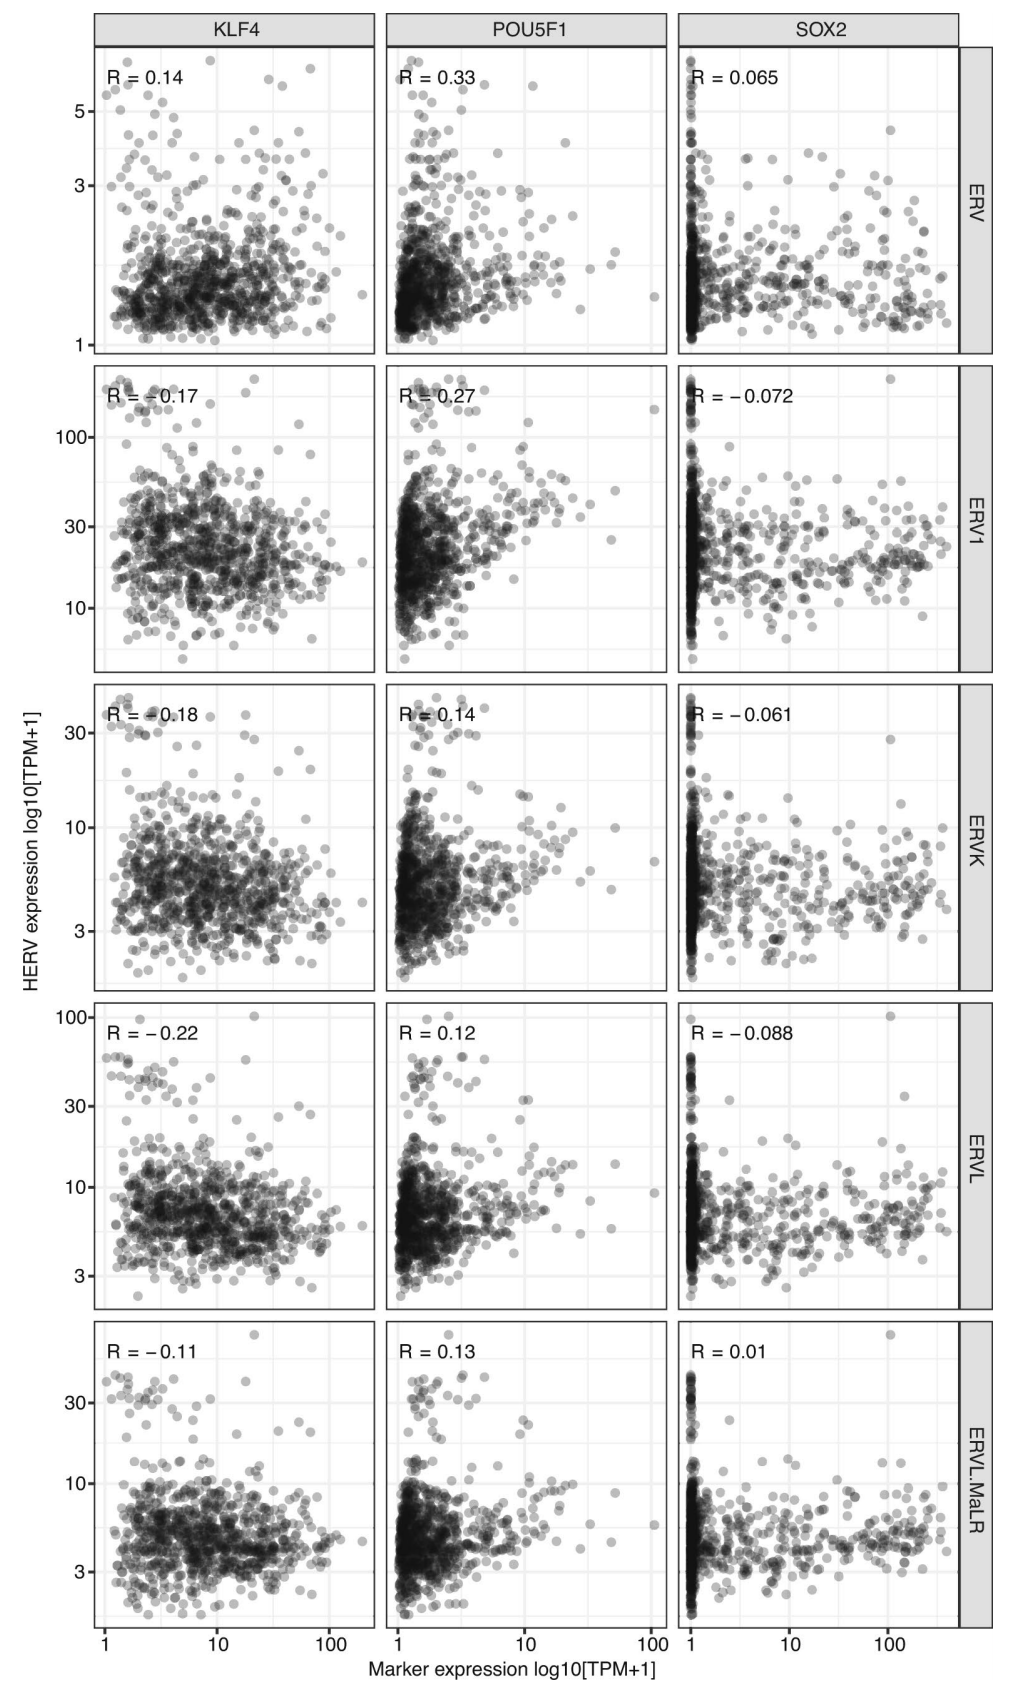 KLF4 POU5F1 SOX2
R = 0.14 R = 0.33 R = 0.065
5
3
1
ERV
R = −0.17 R = 0.27 R = −0.072
100
30
10
ERV1
R = −0.18 R = 0.14 R = −0.061
30
10
3
ERVK
HERV expression log10[TPM+1]
R = −0.22 R = 0.12 R = −0.088
100
30
10
3
ERVL
R = −0.11 R = 0.13 R = 0.01
30
10
3
ERVL.MaLR
1 10 100 1 10 100 1 10 100
Marker expression log10[TPM+1]